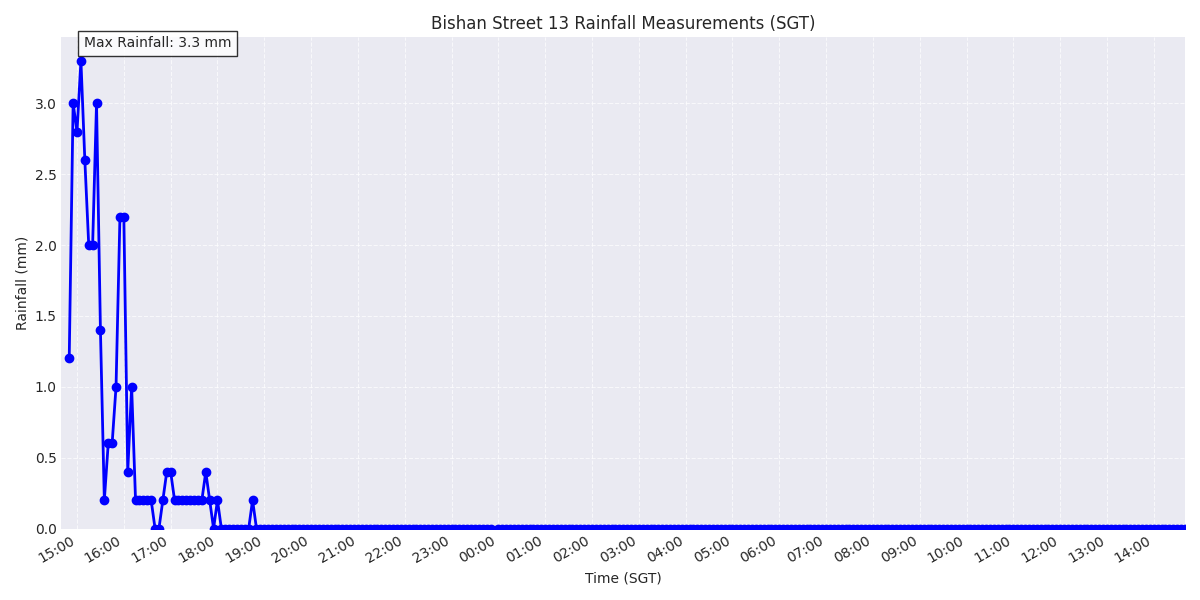 Bishan Street 13 Rainfall Measurements (SGT)
Max Rainfall: 3.3 mm
Rainfall (mm)
3.0
2.5
2.0
1.5
1.0
0.5
0.0
15:00 16:00 17:00 18:00 19:00 20:00 21:00 22:00 23:00 00:00 01:00 02:00 03:00 04:00 05:00 06:00 07:00 08:00 09:00 10:00 11:00 12:00 13:00 14:00
Time (SGT)